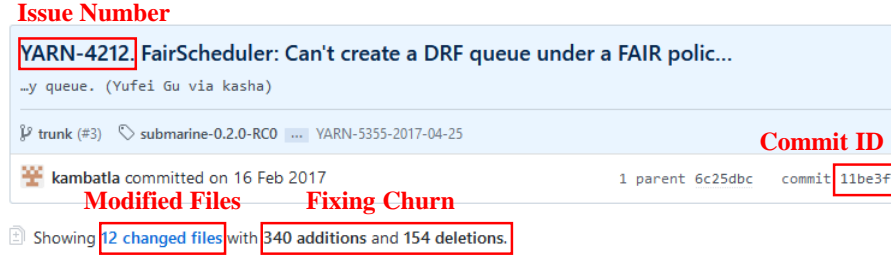 Issue Number
YARN-4212. FairScheduler: Can't create a DRF queue under a FAIR polic...
…y queue. (Yufei Gu via kasha)
trunk (#3) submarine-0.2.0-RC0 ... YARN-5355-2017-04-25
Commit ID
kambatla committed on 16 Feb 2017 1 parent 6c25dbc commit 11be3f
Modified Files Fixing Churn
Showing 12 changed files with 340 additions and 154 deletions.